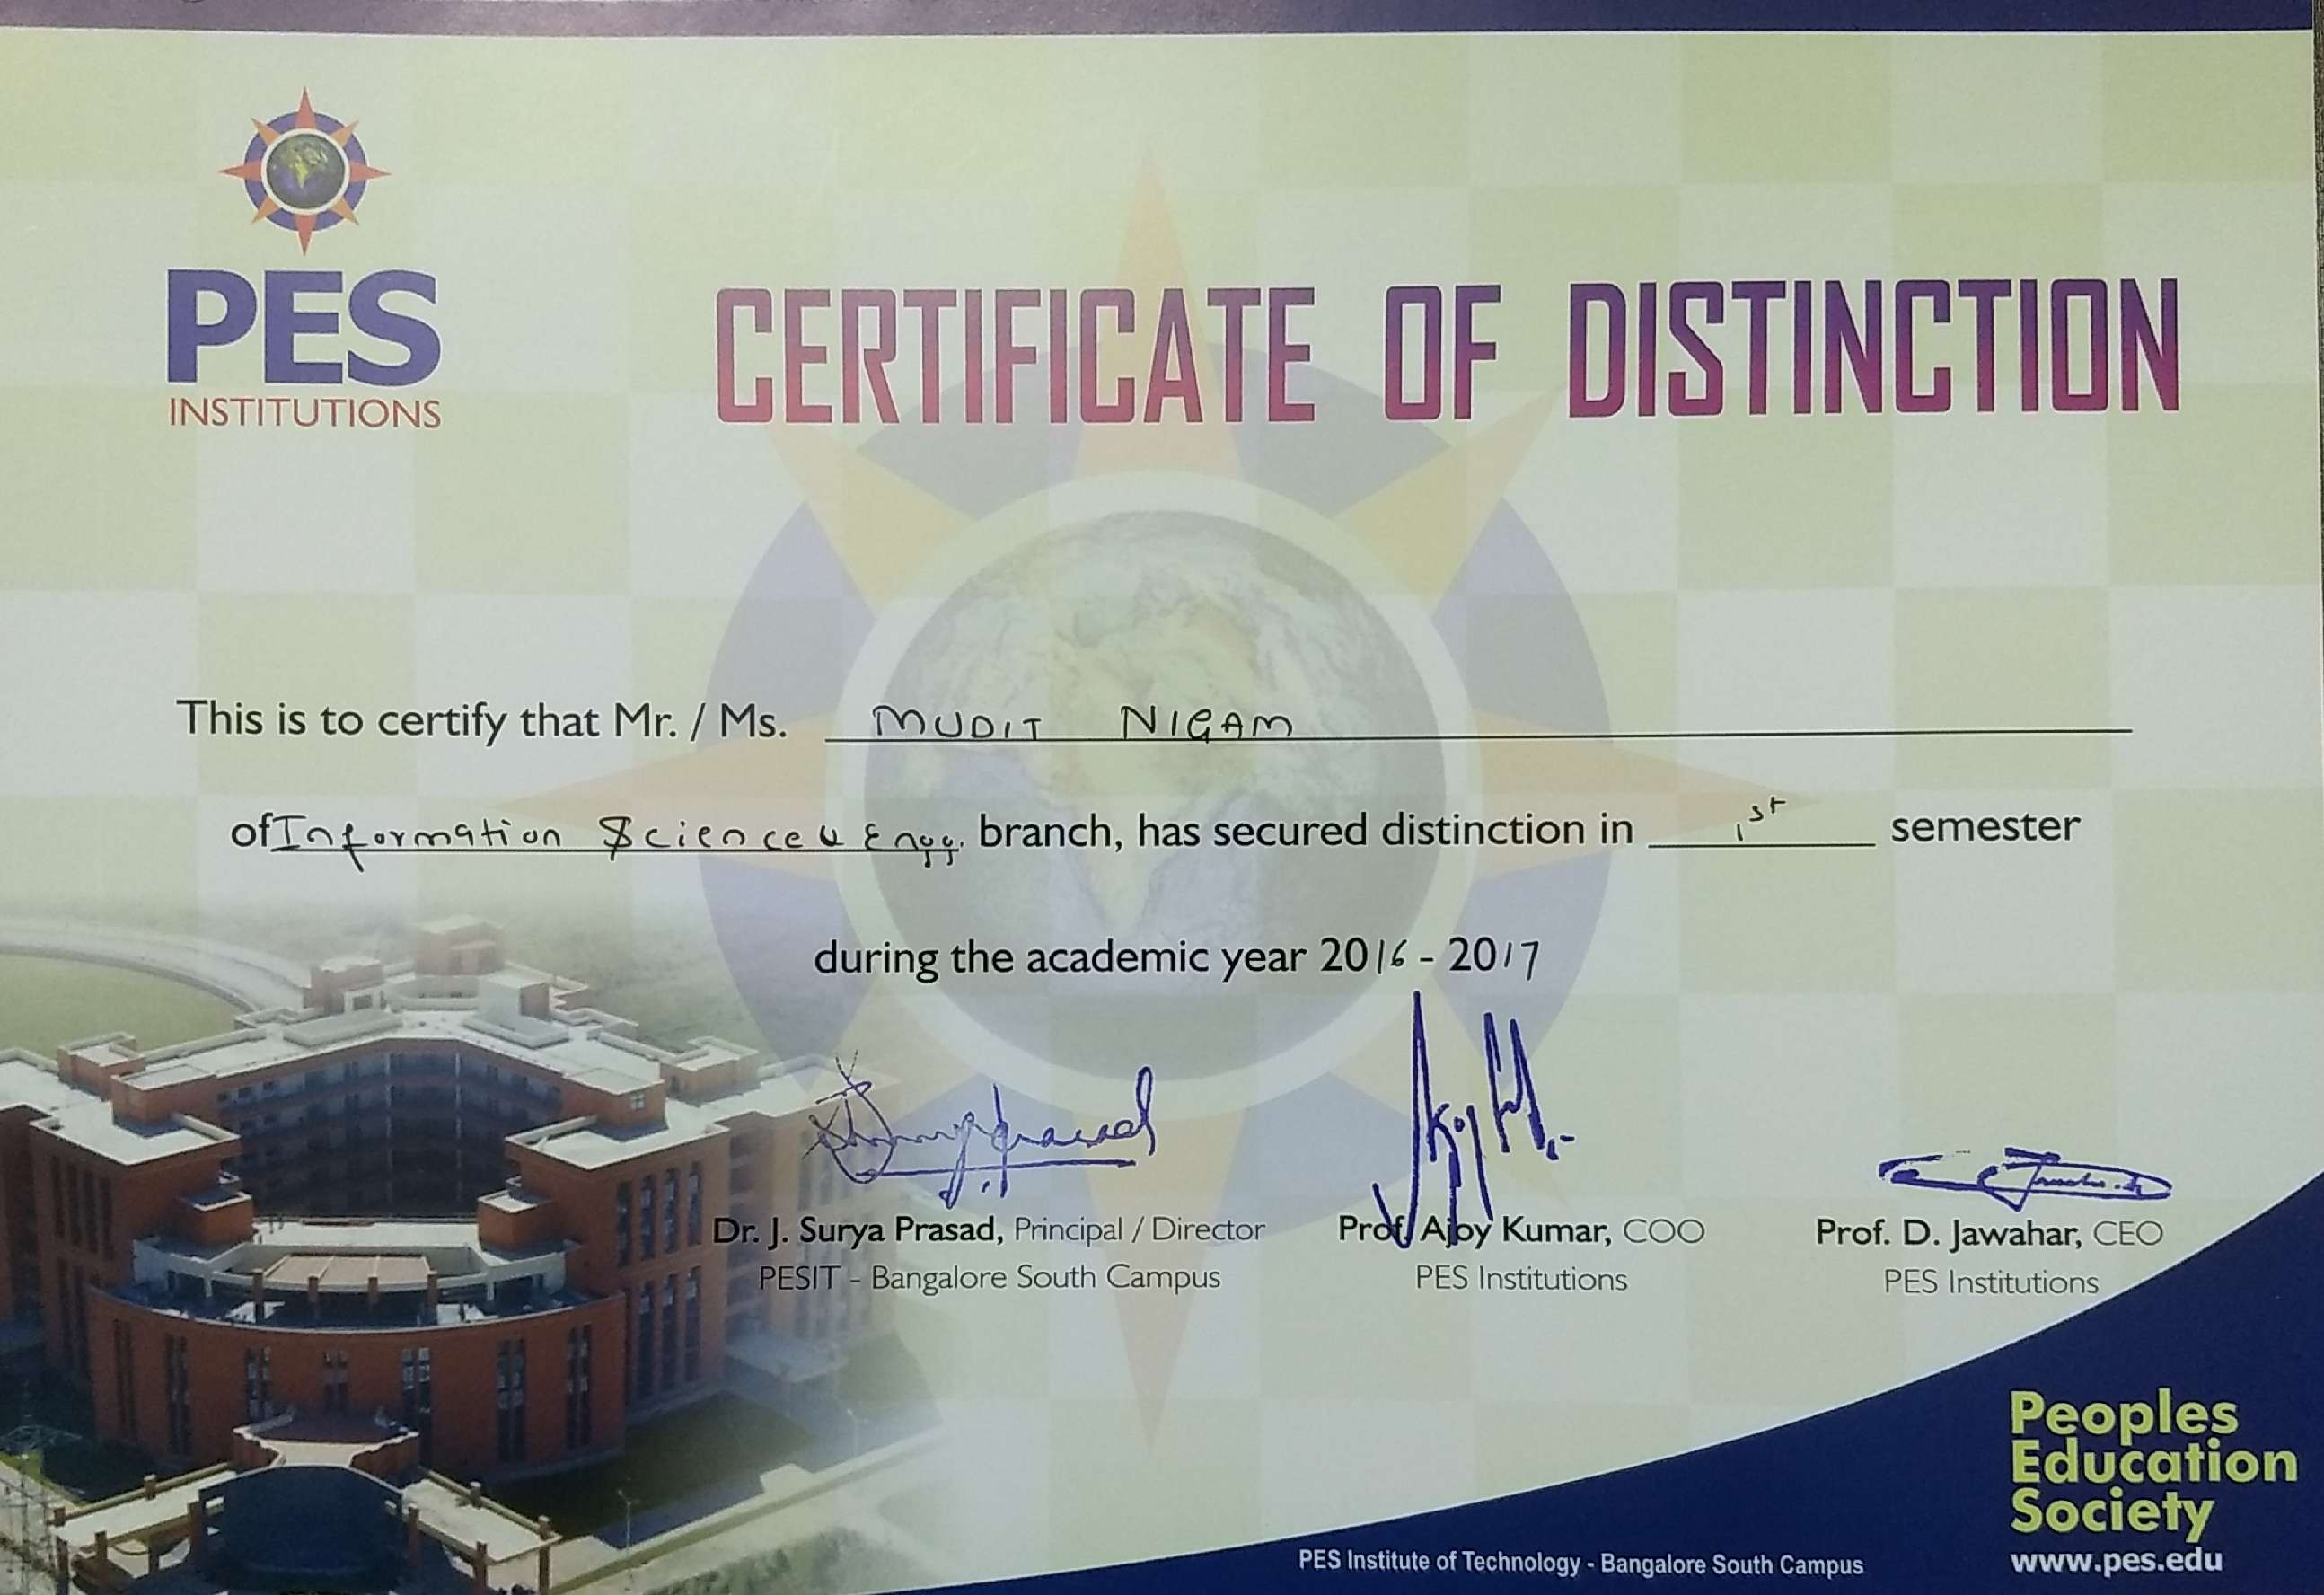 PES
INSTITUTIONS
CERTIFICATE OF DISTINCTION
This is to certify that Mr. / Ms. MUDIT NIGAM
of Information Science & Engg. branch, has secured distinction in 1st semester
during the academic year 2016 - 2017
Dr. J. Surya Prasad, Principal / Director
PESIT - Bangalore South Campus
Prof. Ajoy Kumar, COO
PES Institutions
Prof. D. Jawahar, CEO
PES Institutions
Peoples
Education
Society
www.pes.edu
PES Institute of Technology - Bangalore South Campus